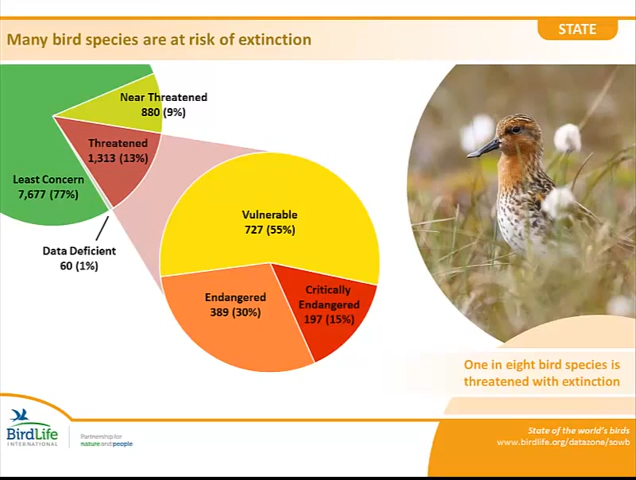 STATE
Many bird species are at risk of extinction
Near Threatened
880 (9%)
Threatened
1,313 (13%)
Least Concern
7,677 (77%)
Data Deficient
60 (1%)
Vulnerable
727 (55%)
Endangered
389 (30%)
Critically
Endangered
197 (15%)
One in eight bird species is
threatened with extinction
BirdLife
INTERNATIONAL
Partnership for
nature and people
State of the world's birds
www.birdlife.org/datazone/sowb